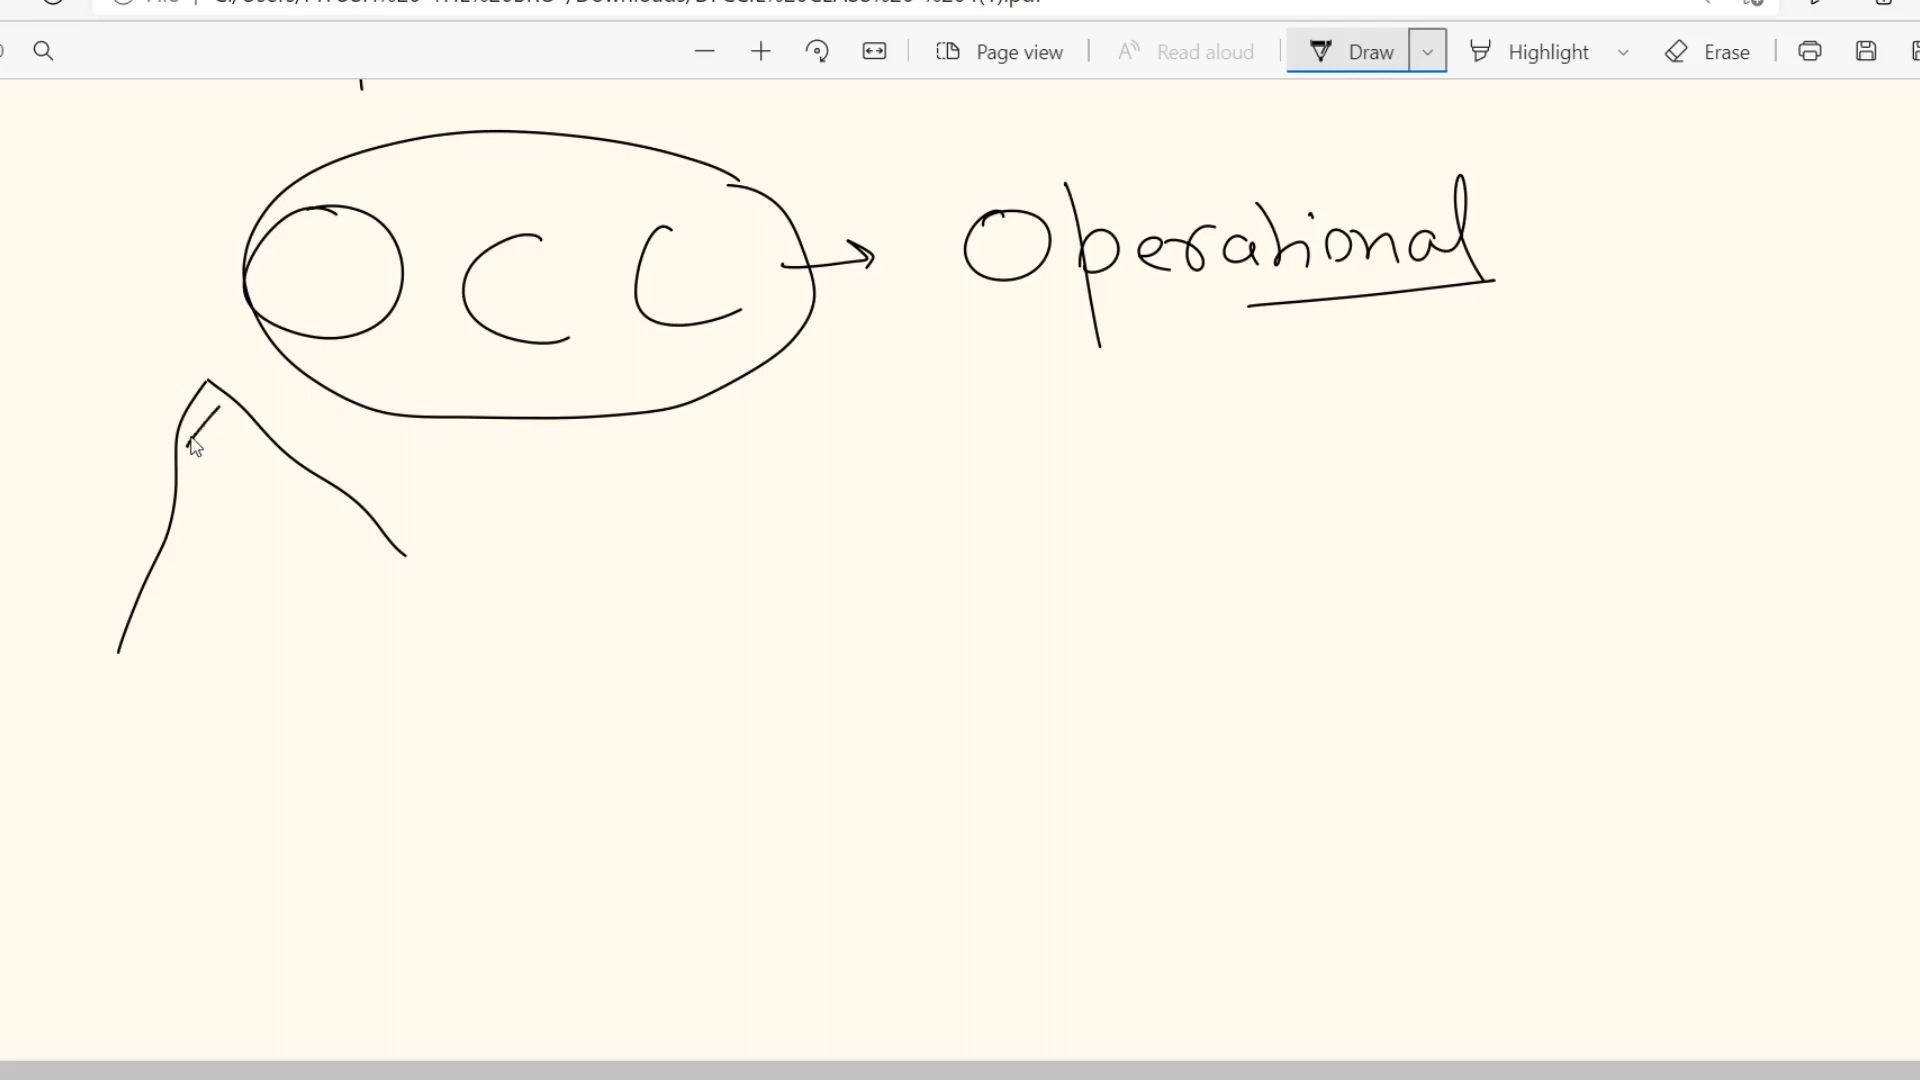 Page view
Read aloud
Draw
Highlight
Erase
OCC → Operational